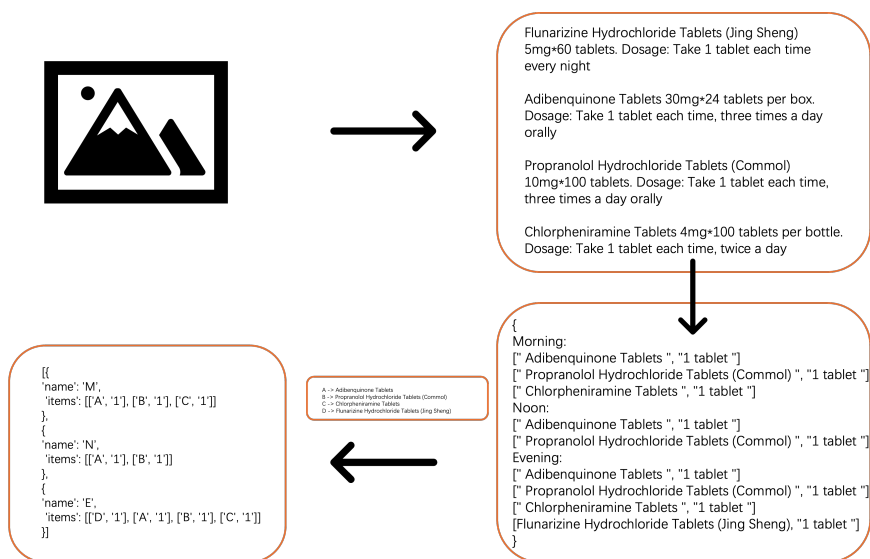 Flunarizine Hydrochloride Tablets (Jing Sheng)
5mg*60 tablets. Dosage: Take 1 tablet each time
every night
Adibenquinone Tablets 30mg*24 tablets per box.
Dosage: Take 1 tablet each time, three times a day
orally
Propranolol Hydrochloride Tablets (Commol)
10mg*100 tablets. Dosage: Take 1 tablet each time,
three times a day orally
Chlorpheniramine Tablets 4mg*100 tablets per bottle.
Dosage: Take 1 tablet each time, twice a day
{
Morning:
[" Adibenquinone Tablets ", "1 tablet "]
[" Propranolol Hydrochloride Tablets (Commol) ", "1 tablet "]
[" Chlorpheniramine Tablets ", "1 tablet "]
Noon:
[" Adibenquinone Tablets ", "1 tablet "]
[" Propranolol Hydrochloride Tablets (Commol) ", "1 tablet "]
Evening:
[" Adibenquinone Tablets ", "1 tablet "]
[" Propranolol Hydrochloride Tablets (Commol) ", "1 tablet "]
[" Chlorpheniramine Tablets ", "1 tablet "]
[Flunarizine Hydrochloride Tablets (Jing Sheng), "1 tablet "]
}
A -> Adibenquinone Tablets
B -> Propranolol Hydrochloride Tablets (Commol)
C -> Chlorpheniramine Tablets
D -> Flunarizine Hydrochloride Tablets (Jing Sheng)
[{
'name': 'M',
'items': [['A', '1'], ['B', '1'], ['C', '1']]
},
{
'name': 'N',
'items': [['A', '1'], ['B', '1']]
},
{
'name': 'E',
'items': [['D', '1'], ['A', '1'], ['B', '1'], ['C', '1']]
}]